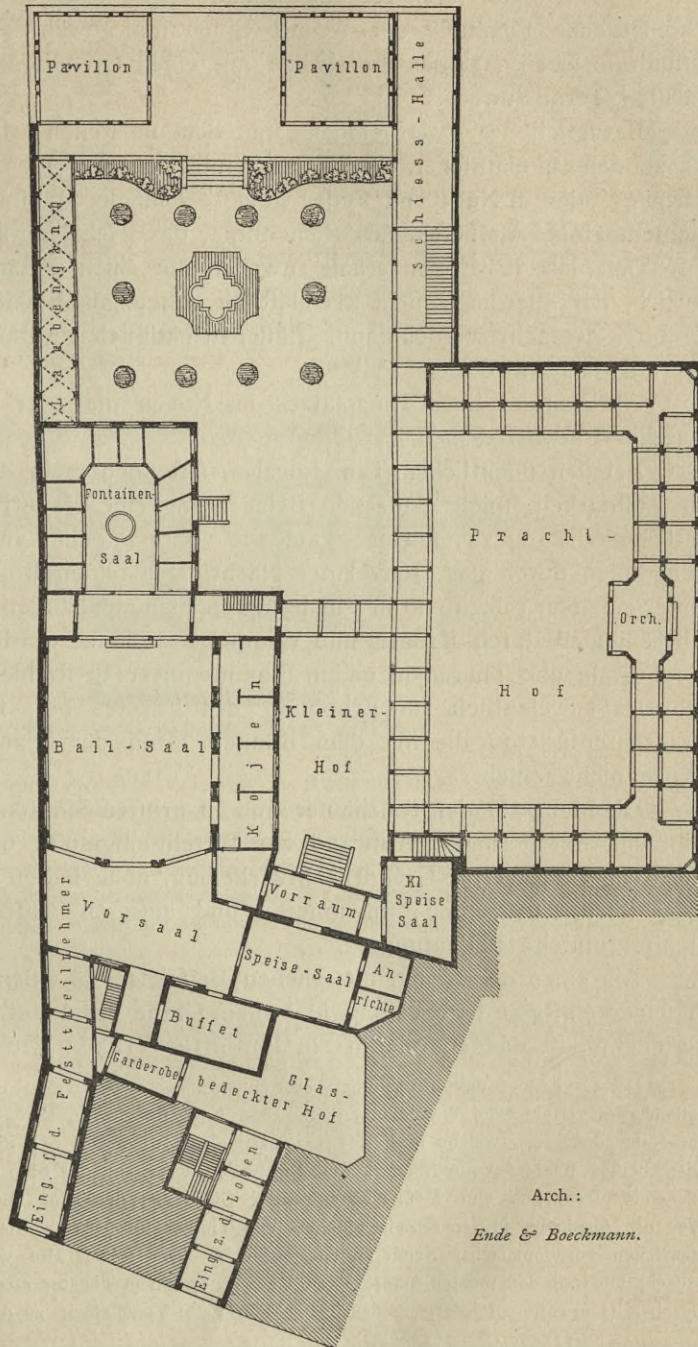 Pavillon
Pavillon
Schiess-Halle
Laubengang
Fontainen-
Saal
Pracht-
Orch.
Hof
Ball-Saal
Kojen
Kleiner-
Hof
Vorsaal
Vorraum
Kl.
Speise
Saal
Speise-Saal
An-
richte
Buffet
Garderobe
Glas-
bedeckter Hof
Eing. f. d. Festtheilnehmer
Eing. z. d. Logen
Arch.:
Ende & Boeckmann.